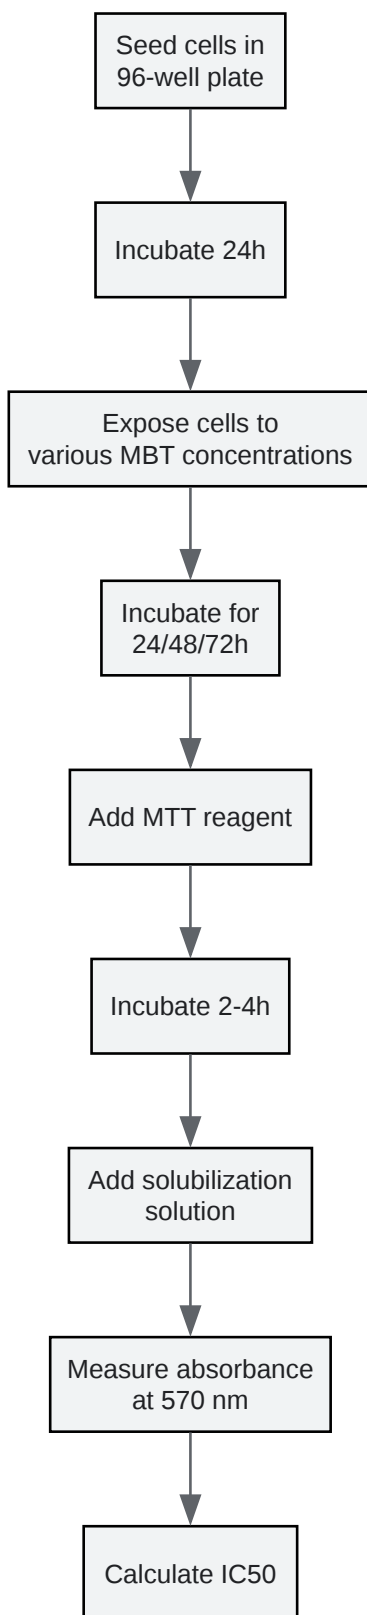 Seed cells in
96-well plate
Incubate 24h
Expose cells to
various MBT concentrations
Incubate for
24/48/72h
Add MTT reagent
Incubate 2-4h
Add solubilization
solution
Measure absorbance
at 570 nm
Calculate IC50